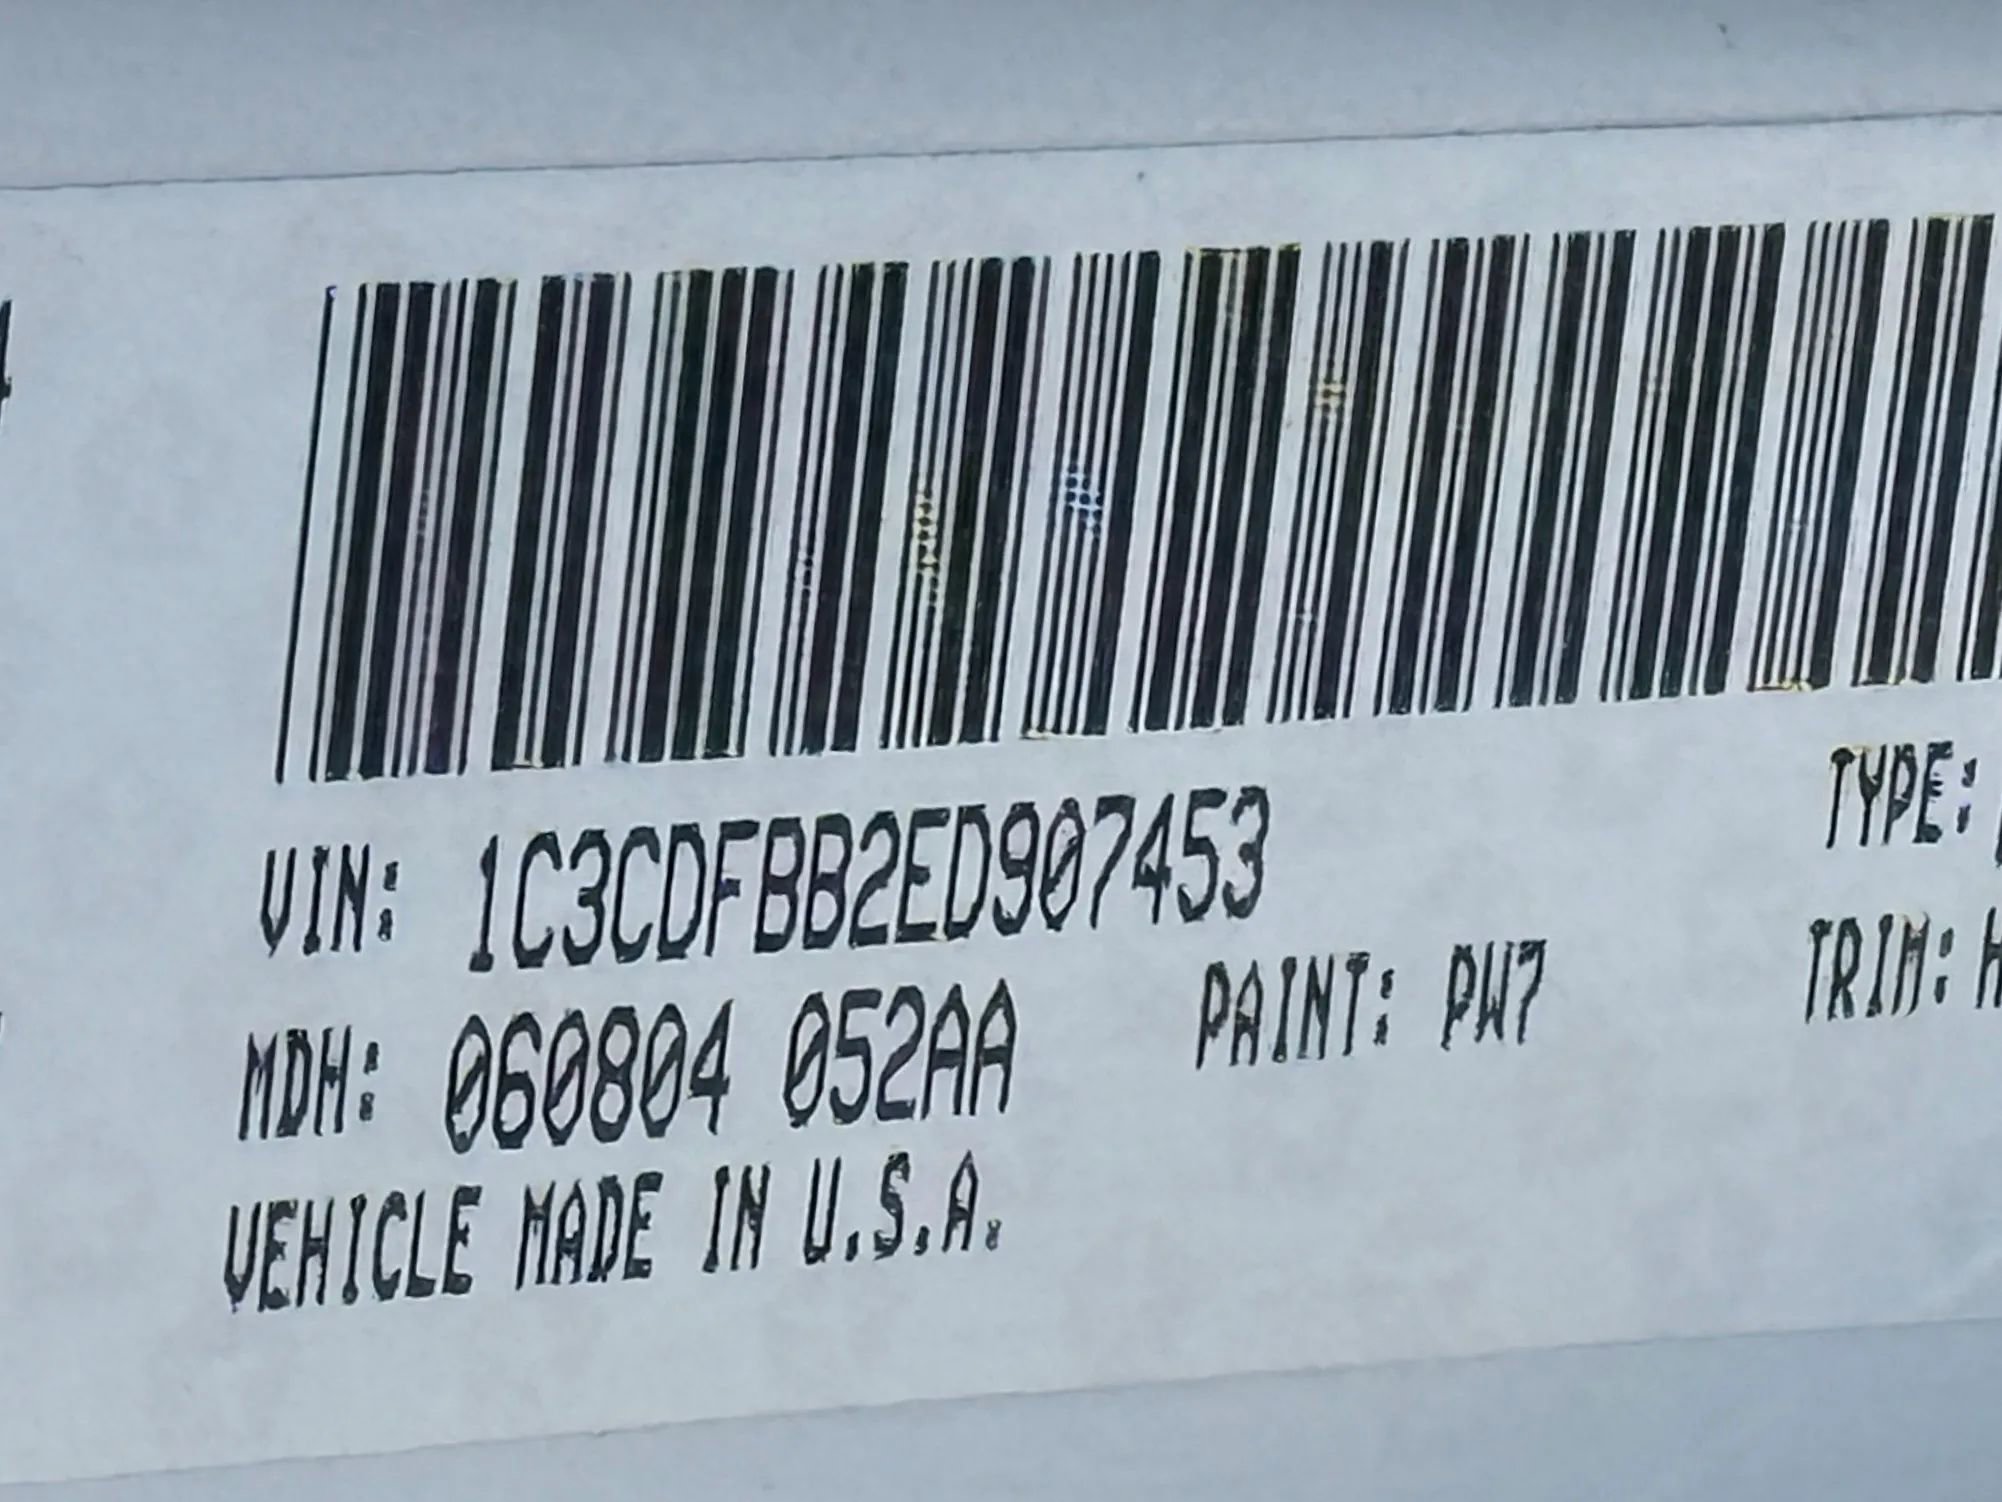 VIN: 1C3CDFBB2ED907453
TYPE:
MDH: 060804 052AA PAINT: PW7 TRIM:
VEHICLE MADE IN U.S.A.